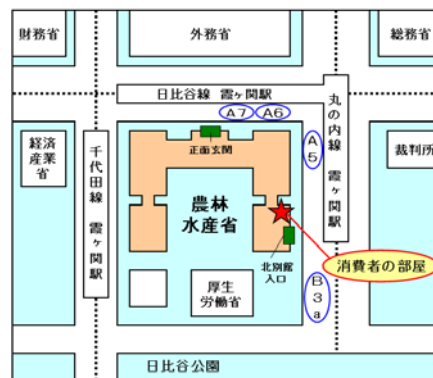 財務省
外務省
総務省
日比谷線 霞ヶ関駅
A7
A6
正面玄関
A5
丸の内線 霞ヶ関駅
経済
産業
省
千代田線 霞ヶ関駅
裁判所
農林
水産省
消費者の部屋
北別館
入口
厚生
労働省
B3a
日比谷公園